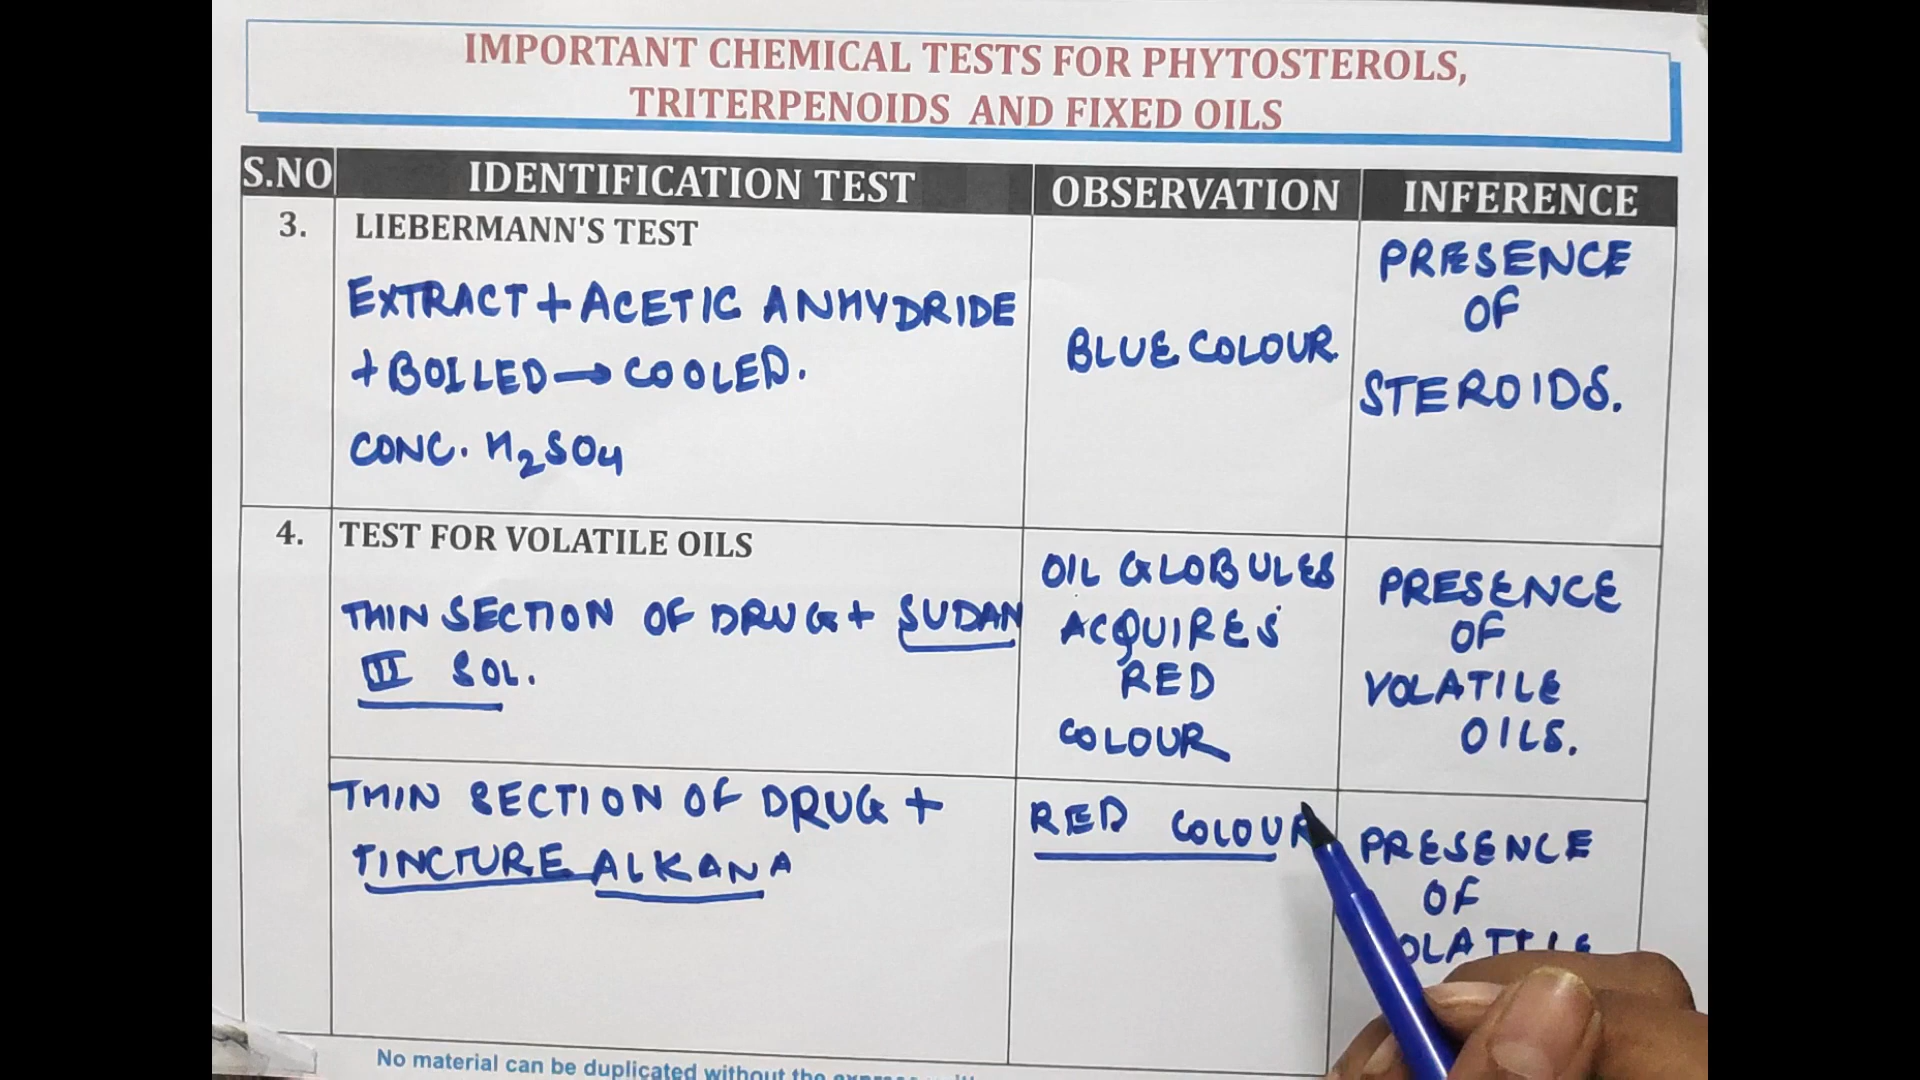 IMPORTANT CHEMICAL TESTS FOR PHYTOSTEROLS,
TRITERPENOIDS AND FIXED OILS
S.NO IDENTIFICATION TEST OBSERVATION INFERENCE
3. LIEBERMANN'S TEST
EXTRACT + ACETIC ANHYDRIDE
+ BOILED → COOLED.
CONC. H2SO4
BLUE COLOUR.
PRESENCE
OF
STEROIDS.
4. TEST FOR VOLATILE OILS
THIN SECTION OF DRUG + SUDAN
III SOL.
OIL GLOBULES
ACQUIRES
RED
COLOUR
PRESENCE
OF
VOLATILE
OILS.
THIN SECTION OF DRUG +
TINCTURE ALKANA
RED COLOUR
PRESENCE
OF
No material can be duplicated without the